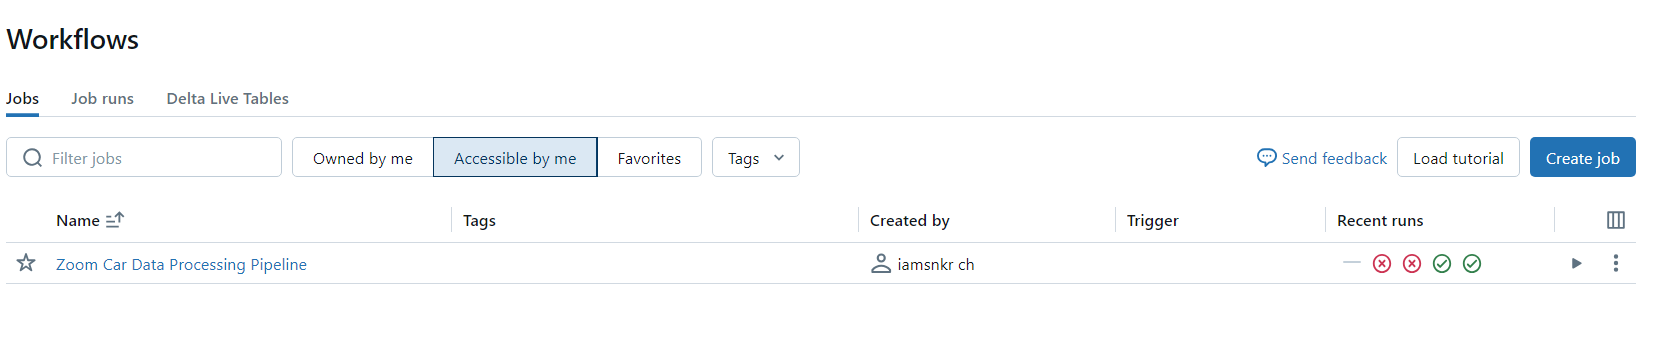 Workflows
Jobs Job runs Delta Live Tables
Filter jobs Owned by me Accessible by me Favorites Tags Send feedback Load tutorial Create job
Name Tags Created by Trigger Recent runs
Zoom Car Data Processing Pipeline iamsnkr ch